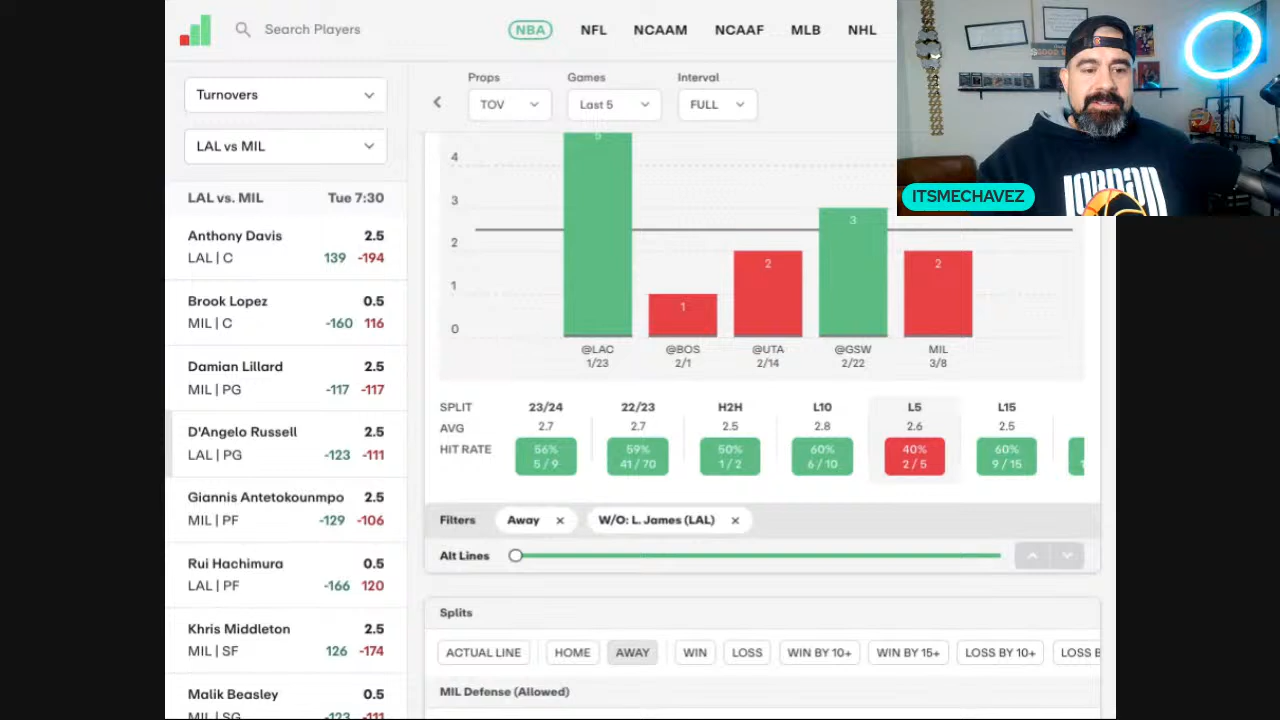 Search Players
NBA NFL NCAAM NCAAF MLB NHL
Turnovers
LAL vs MIL
LAL vs. MIL Tue 7:30
Anthony Davis 2.5
LAL | C 139 -194
Brook Lopez 0.5
MIL | C -160 116
Damian Lillard 2.5
MIL | PG -117 -117
D'Angelo Russell 2.5
LAL | PG -123 -111
Giannis Antetokounmpo 2.5
MIL | PF -129 -106
Rui Hachimura 0.5
LAL | PF -166 120
Khris Middleton 2.5
MIL | SF 126 -174
Malik Beasley 0.5
MIL | SG -123 -111
Props Games Interval
TOV Last 5 FULL
4
3
2
1
0
5 1 2 3 2
@LAC @BOS @UTA @GSW MIL
1/23 2/1 2/14 2/22 3/8
SPLIT 23/24 22/23 H2H L10 L5 L15
AVG 2.7 2.7 2.5 2.8 2.6 2.5
HIT RATE 56% 59% 50% 60% 40% 60%
5 / 9 41 / 70 1 / 2 6 / 10 2 / 5 9 / 15
Filters Away × W/O: L. James (LAL) ×
Alt Lines
Splits
ACTUAL LINE HOME AWAY WIN LOSS WIN BY 10+ WIN BY 15+ LOSS BY 10+ LOSS B
MIL Defense (Allowed)
ITSMECHAVEZ
JORDAN